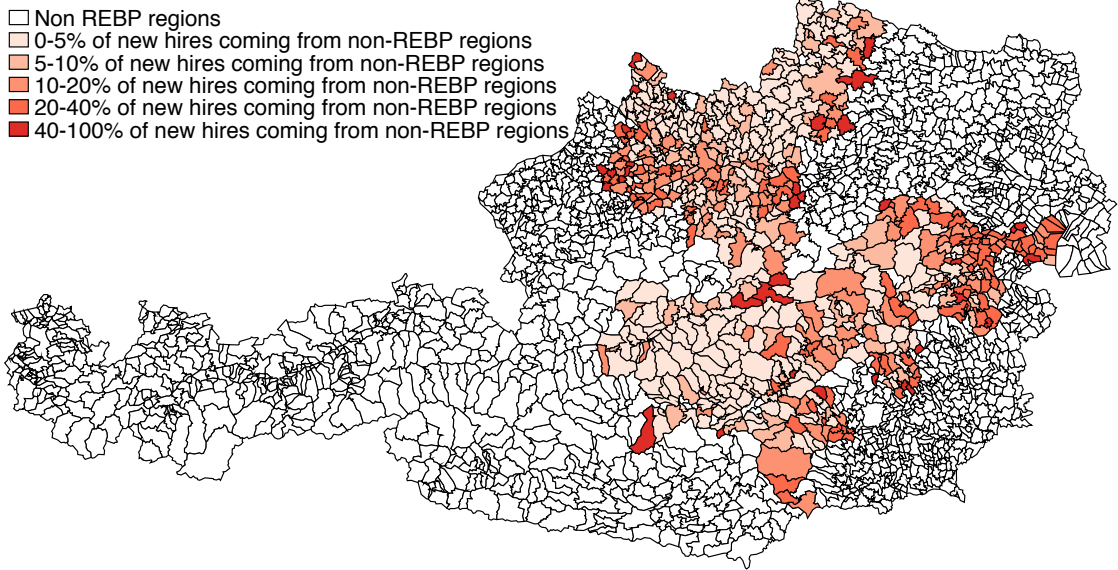 Non REBP regions
0-5% of new hires coming from non-REBP regions
5-10% of new hires coming from non-REBP regions
10-20% of new hires coming from non-REBP regions
20-40% of new hires coming from non-REBP regions
40-100% of new hires coming from non-REBP regions